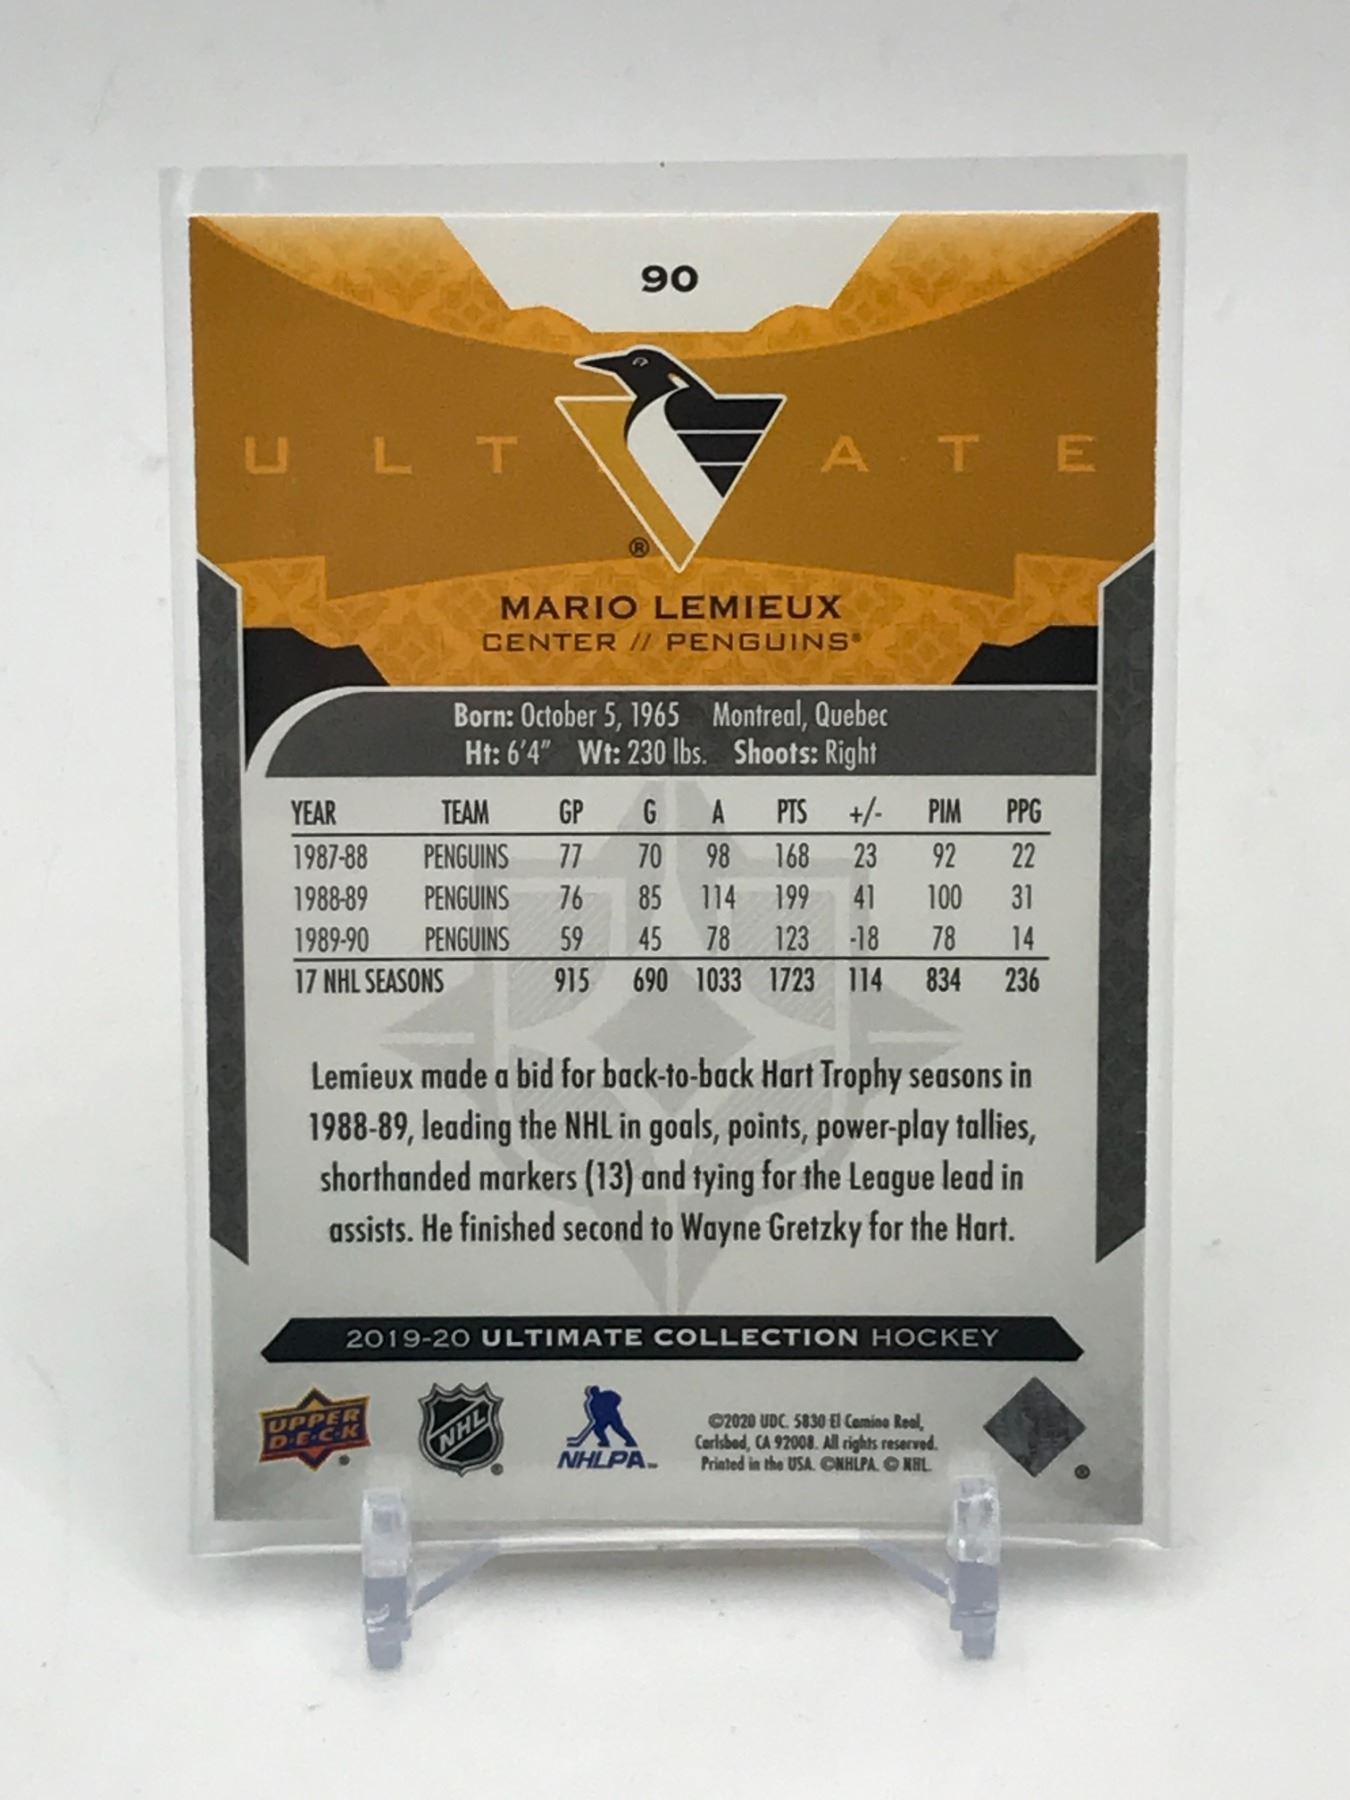 90
ULT ATE
®
MARIO LEMIEUX
CENTER // PENGUINS®
Born: October 5, 1965 Montreal, Quebec
Ht: 6'4" Wt: 230 lbs. Shoots: Right
YEAR TEAM GP G A PTS +/- PIM PPG
1987-88 PENGUINS 77 70 98 168 23 92 22
1988-89 PENGUINS 76 85 114 199 41 100 31
1989-90 PENGUINS 59 45 78 123 -18 78 14
17 NHL SEASONS 915 690 1033 1723 114 834 236
Lemieux made a bid for back-to-back Hart Trophy seasons in
1988-89, leading the NHL in goals, points, power-play tallies,
shorthanded markers (13) and tying for the League lead in
assists. He finished second to Wayne Gretzky for the Hart.
2019-20 ULTIMATE COLLECTION HOCKEY
UPPER
D·E·C·K
®
NHL
®
NHLPA™
©2020 UDC. 5830 El Camino Real,
Carlsbad, CA 92008. All rights reserved.
Printed in the USA. ©NHLPA. © NHL.
®